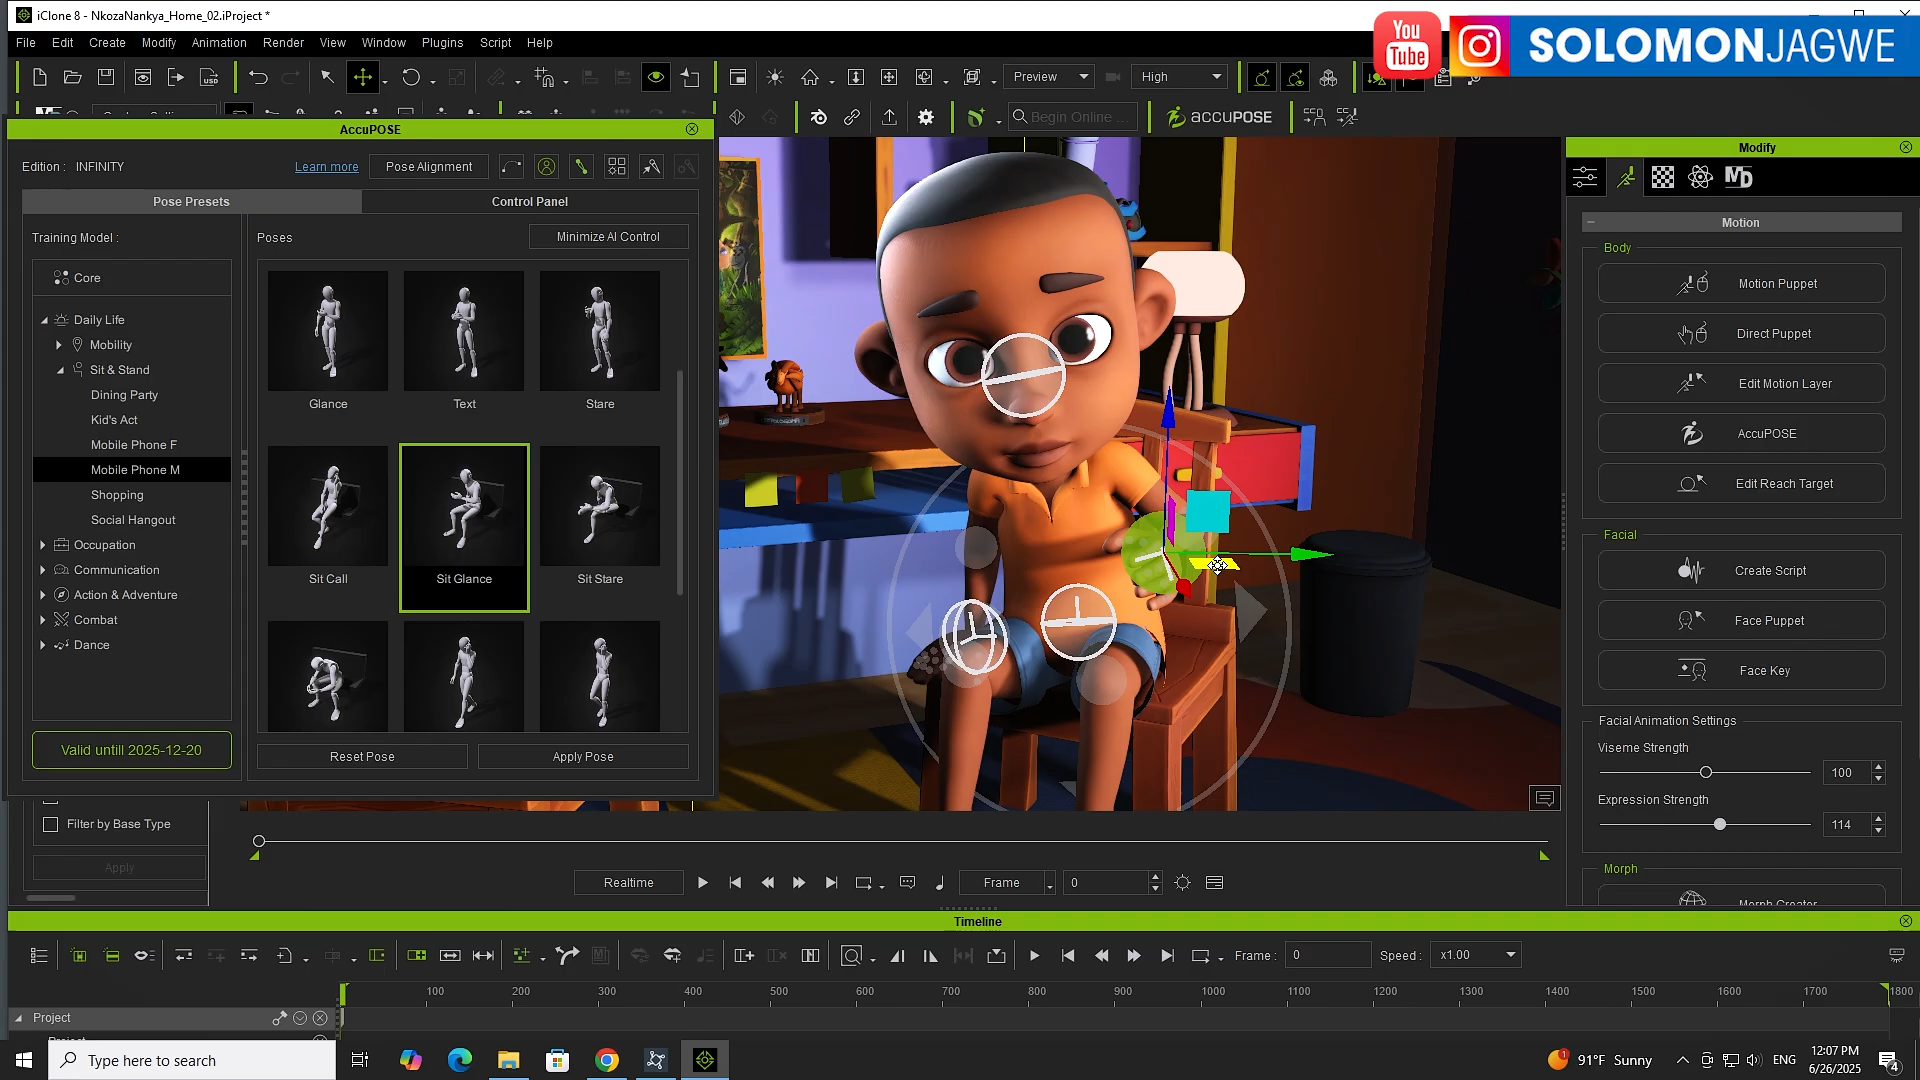 iClone 8 - NkozaNankya_Home_02.iProject *
You
Tube
SOLOMONJAGWE
File Edit Create Modify Animation Render View Window Plugins Script Help
Preview
High
Begin Online ...
ACCUPOSE
AccuPOSE
Edition : INFINITY
Learn more
Pose Alignment
Pose Presets
Control Panel
Training Model :
Core
Daily Life
Mobility
Sit & Stand
Dining Party
Kid's Act
Mobile Phone F
Mobile Phone M
Shopping
Social Hangout
Occupation
Communication
Action & Adventure
Combat
Dance
Valid untill 2025-12-20
Poses
Minimize AI Control
Glance
Text
Stare
Sit Call
Sit Glance
Sit Stare
Reset Pose
Apply Pose
Filter by Base Type
Apply
Modify
MD
Motion
Body
Motion Puppet
Direct Puppet
Edit Motion Layer
AccuPOSE
Edit Reach Target
Facial
Create Script
Face Puppet
Face Key
Facial Animation Settings
Viseme Strength
100
Expression Strength
114
Morph
Morph Creator
Realtime
Frame
0
Timeline
Frame : 0
Speed : x1.00
100 200 300 400 500 600 700 800 900 1000 1100 1200 1300 1400 1500 1600 1700 1800
Project
Type here to search
91°F Sunny
ENG
12:07 PM
6/26/2025
4